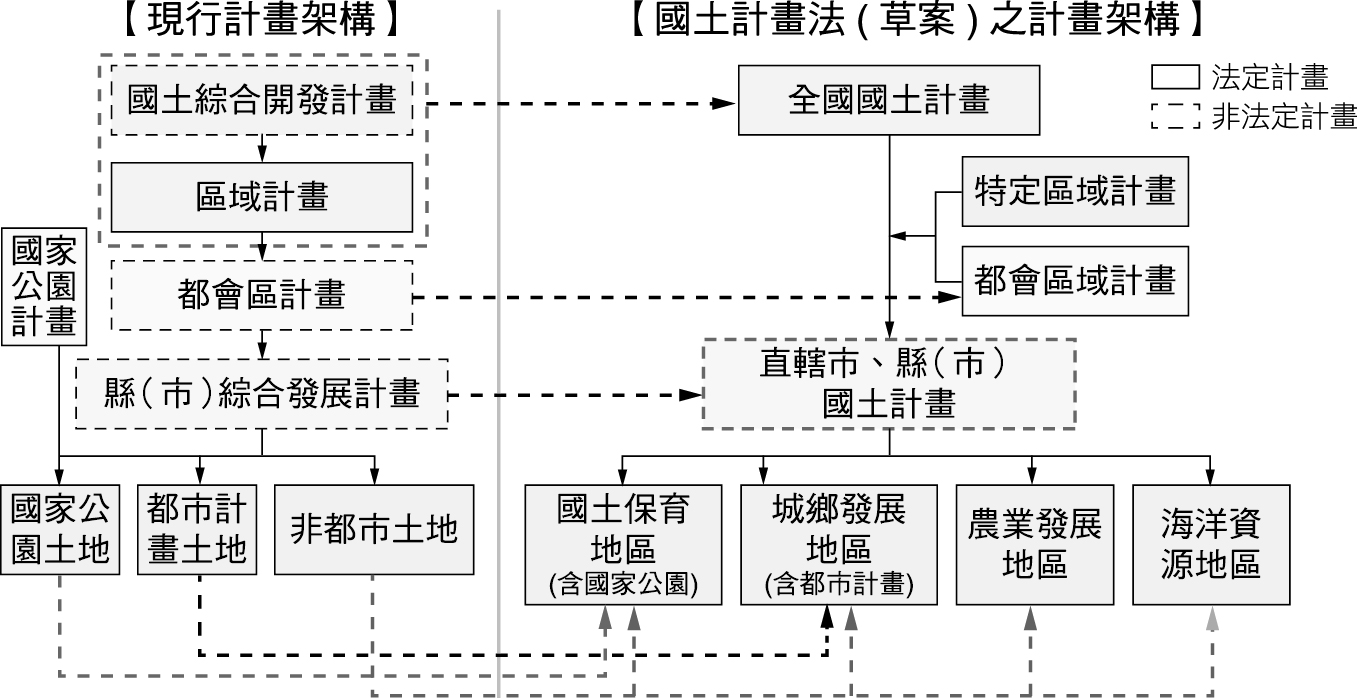 【現行計畫架構】
國土綜合開發計畫
區域計畫
國家
公園
計畫
都會區計畫
縣(市)綜合發展計畫
國家公
園土地
都市計
畫土地
非都市土地
【國土計畫法(草案)之計畫架構】
法定計畫
非法定計畫
全國國土計畫
特定區域計畫
都會區域計畫
直轄市、縣(市)
國土計畫
國土保育
地區
(含國家公園)
城鄉發展
地區
(含都市計畫)
農業發展
地區
海洋資
源地區